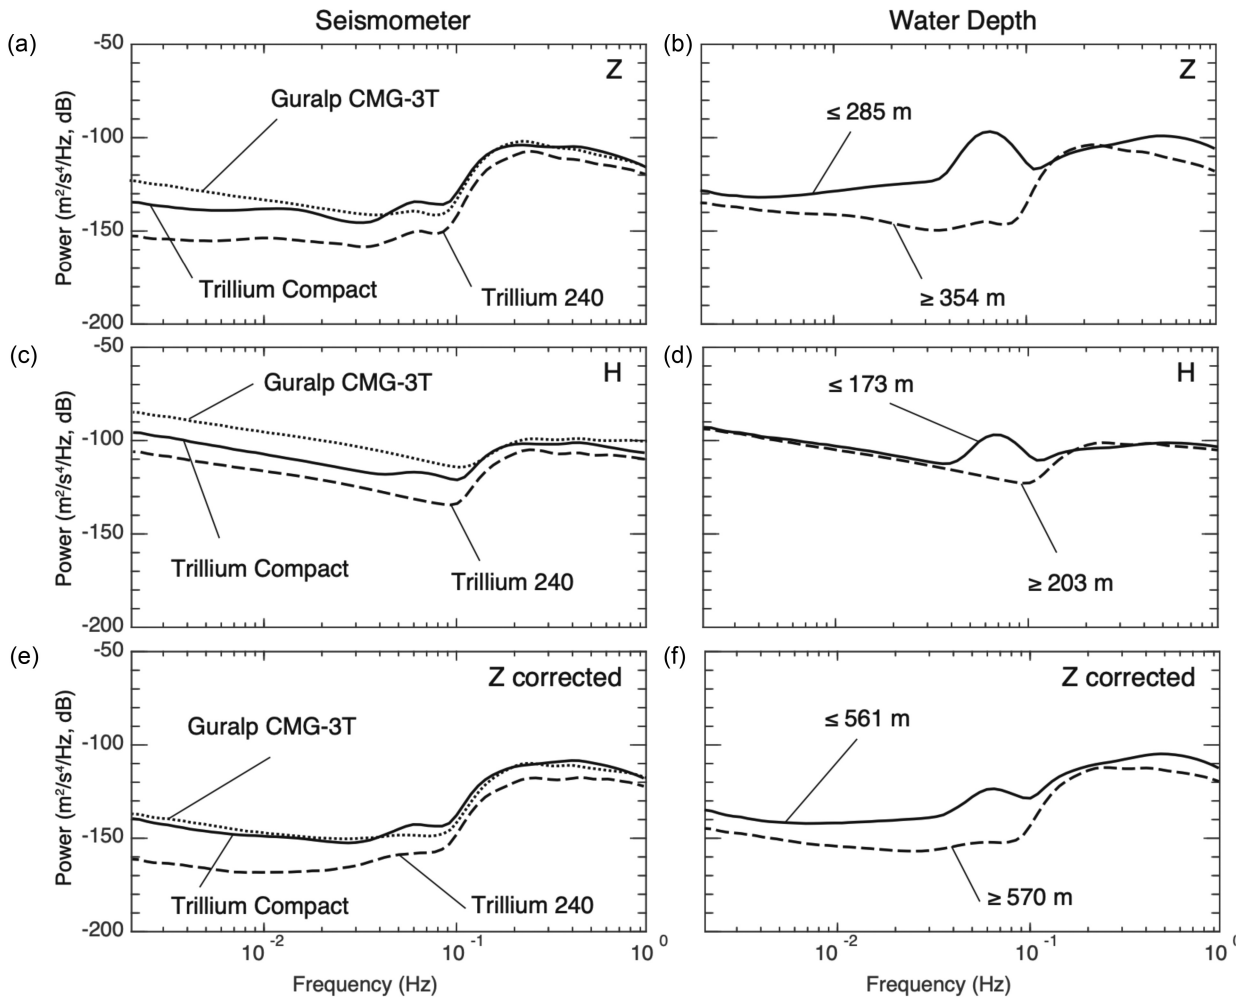 Seismometer
Water Depth
(a)
-50
-100
-150
-200
Power (m²/s⁴/Hz, dB)
Z
Guralp CMG-3T
Trillium Compact
Trillium 240
(b)
Z
≤ 285 m
≥ 354 m
(c)
-50
-100
-150
-200
Power (m²/s⁴/Hz, dB)
H
Guralp CMG-3T
Trillium Compact
Trillium 240
(d)
H
≤ 173 m
≥ 203 m
(e)
-50
-100
-150
-200
Power (m²/s⁴/Hz, dB)
Z corrected
Guralp CMG-3T
Trillium Compact
Trillium 240
10⁻² 10⁻¹ 10⁰
Frequency (Hz)
(f)
Z corrected
≤ 561 m
≥ 570 m
10⁻² 10⁻¹ 10⁰
Frequency (Hz)